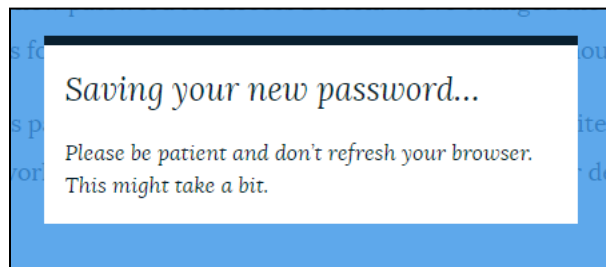 Saving your new password...
Please be patient and don't refresh your browser.
This might take a bit.